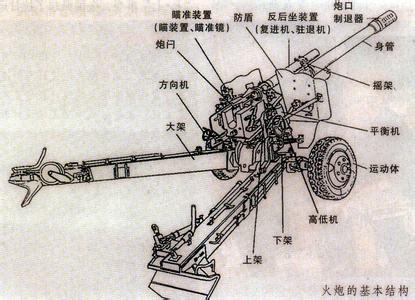 炮口
制退器
瞄准装置
(瞄装置、瞄准镜)
防盾
反后坐装置
(复进机、驻退机)
身管
炮闩
摇架
方向机
大架
平衡机
运动体
高低机
下架
上架
火炮的基本结构